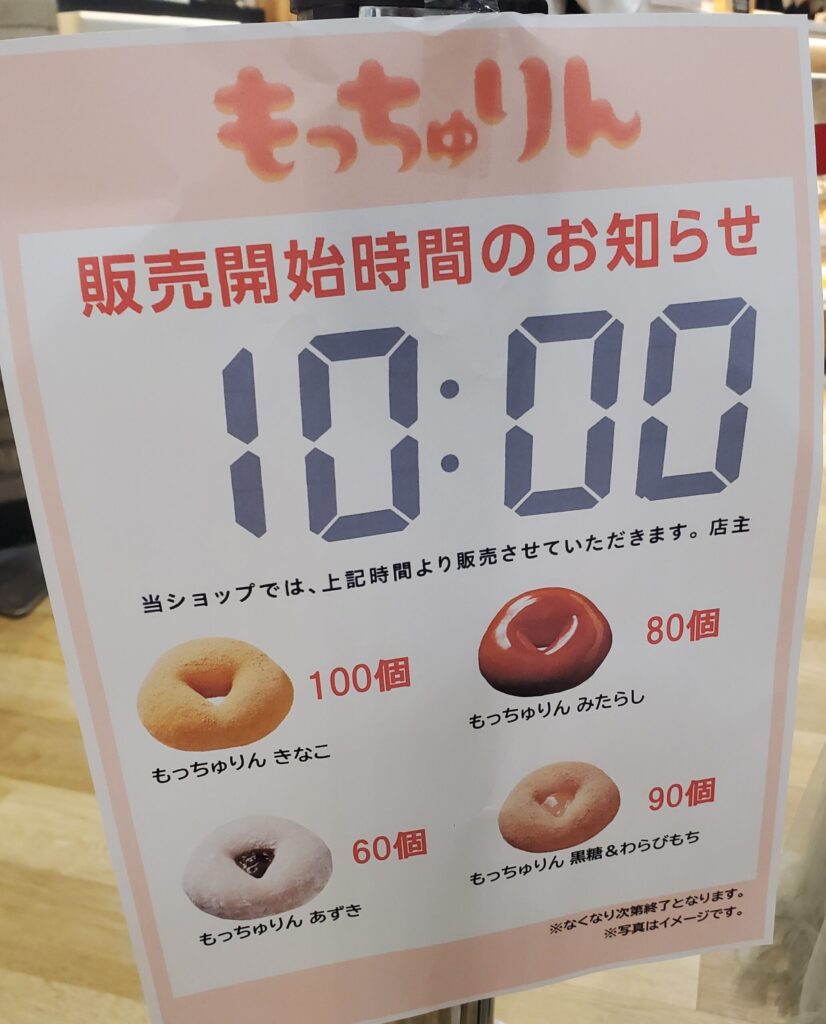 もっちゅりん
販売開始時間のお知らせ
10:00
当ショップでは、上記時間より販売させていただきます。店主
100個
もっちゅりん きなこ
80個
もっちゅりん みたらし
60個
もっちゅりん あずき
90個
もっちゅりん 黒糖&わらびもち
※なくなり次第終了となります。
※写真はイメージです。